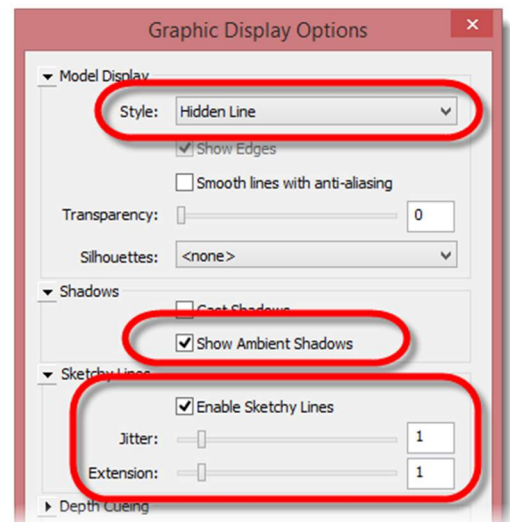 Graphic Display Options
Model Display
Style: Hidden Line
Show Edges
Smooth lines with anti-aliasing
Transparency: 0
Silhouettes: <none>
Shadows
Cast Shadows
Show Ambient Shadows
Sketchy Lines
Enable Sketchy Lines
Jitter: 1
Extension: 1
Depth Cueing